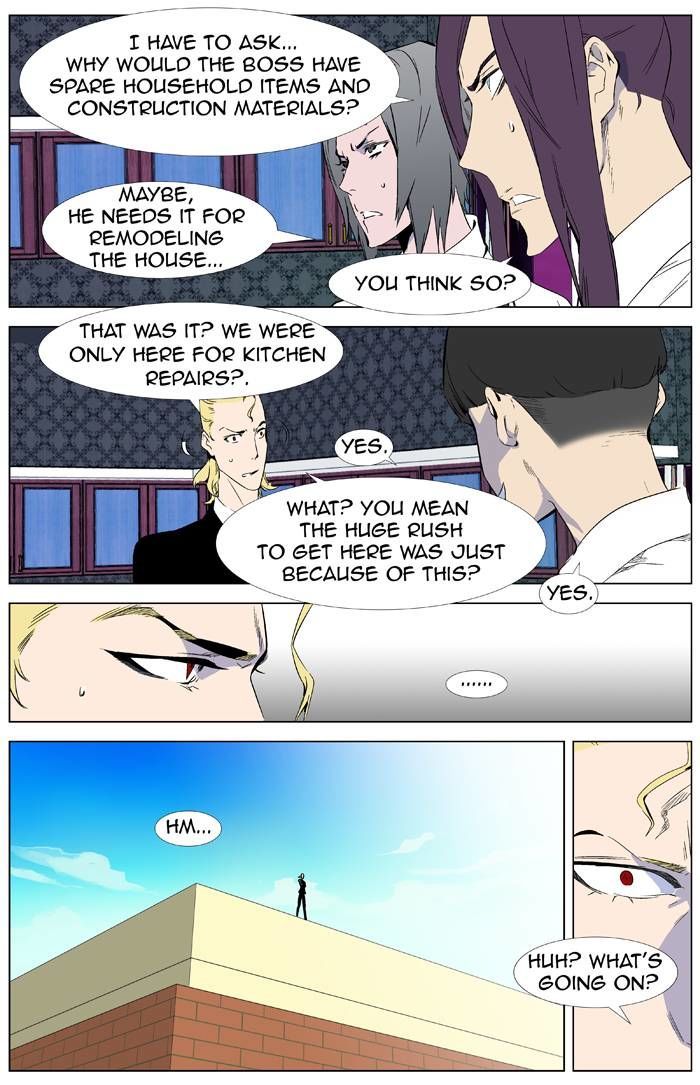 I HAVE TO ASK...
WHY WOULD THE BOSS HAVE
SPARE HOUSEHOLD ITEMS AND
CONSTRUCTION MATERIALS?
MAYBE,
HE NEEDS IT FOR
REMODELING
THE HOUSE...
YOU THINK SO?
THAT WAS IT? WE WERE
ONLY HERE FOR KITCHEN
REPAIRS?.
YES.
WHAT? YOU MEAN
THE HUGE RUSH
TO GET HERE WAS JUST
BECAUSE OF THIS?
YES.
......
HM...
HUH? WHAT'S
GOING ON?